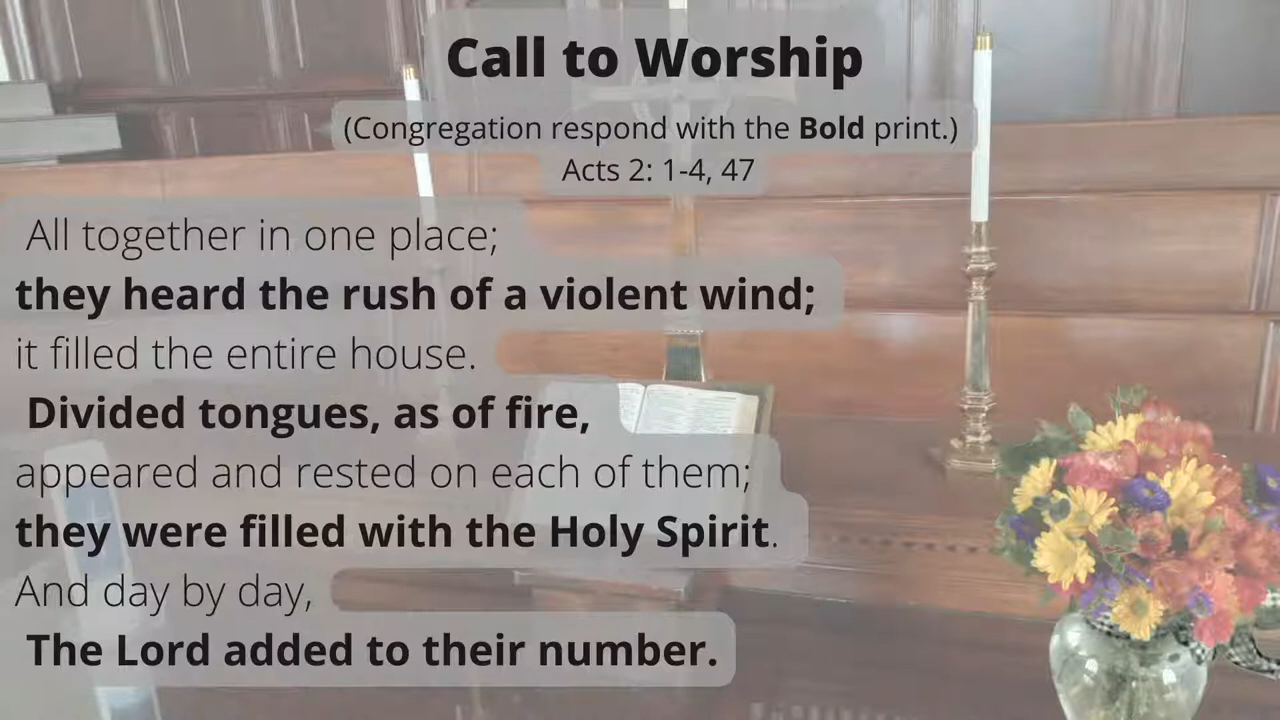 Call to Worship
(Congregation respond with the Bold print.)
Acts 2: 1-4, 47
All together in one place;
they heard the rush of a violent wind;
it filled the entire house.
Divided tongues, as of fire,
appeared and rested on each of them;
they were filled with the Holy Spirit.
And day by day,
The Lord added to their number.